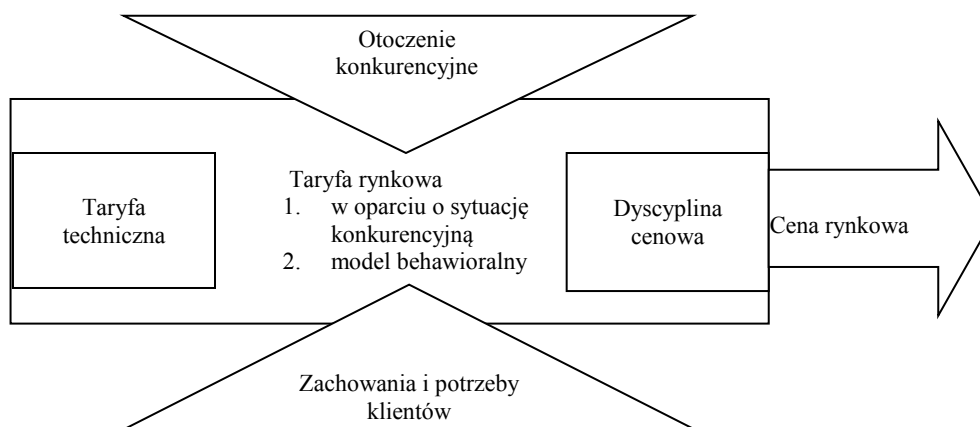 Otoczenie
konkurencyjne
Taryfa
techniczna
Taryfa rynkowa
1. w oparciu o sytuację
konkurencyjną
2. model behawioralny
Dyscyplina
cenowa
Cena rynkowa
Zachowania i potrzeby
klientów